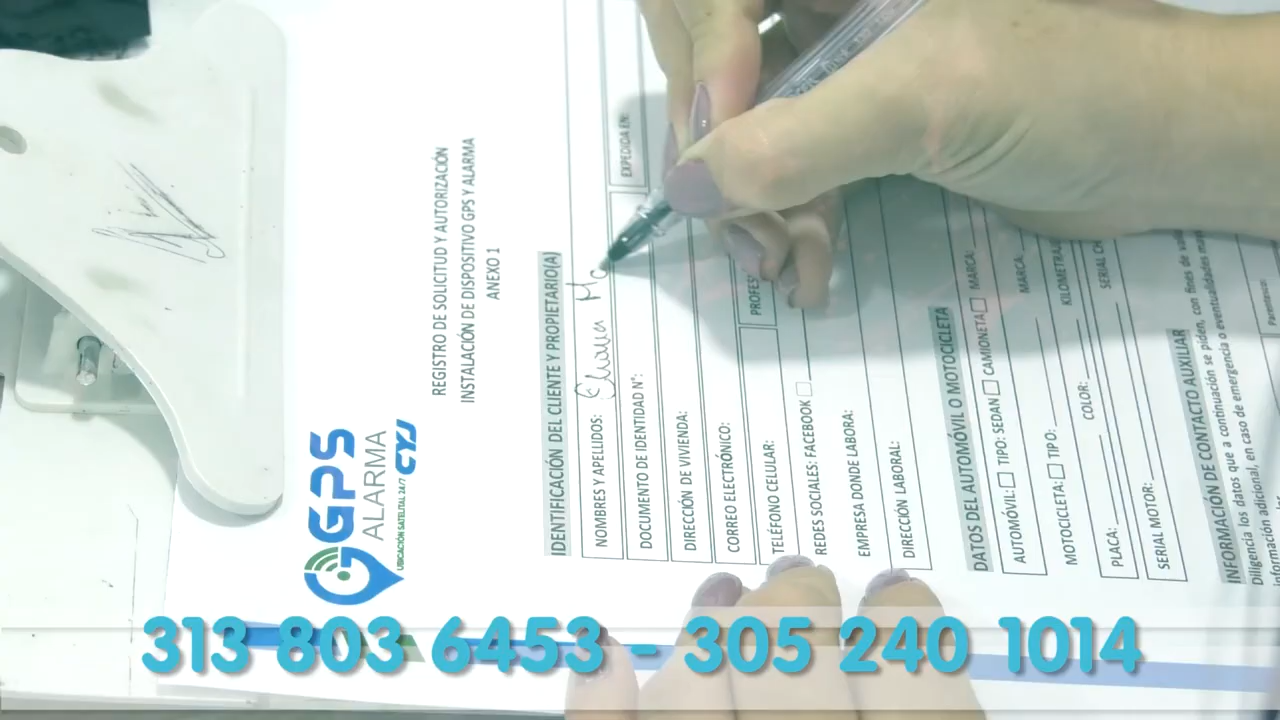 GPS
ALARMA
UBICACIÓN SATELITAL 24/7
CYJ
REGISTRO DE SOLICITUD Y AUTORIZACIÓN
INSTALACIÓN DE DISPOSITIVO GPS Y ALARMA
ANEXO 1
IDENTIFICACIÓN DEL CLIENTE Y PROPIETARIO(A)
NOMBRES Y APELLIDOS:
DOCUMENTO DE IDENTIDAD N°: EXPEDIDA EN:
DIRECCIÓN DE VIVIENDA:
CORREO ELECTRÓNICO:
TELÉFONO CELULAR:
REDES SOCIALES: FACEBOOK
EMPRESA DONDE LABORA:
DIRECCIÓN LABORAL:
DATOS DEL AUTOMÓVIL O MOTOCICLETA
AUTOMÓVIL: TIPO: SEDAN CAMIONETA MARCA:
MOTOCICLETA: TIPO: MARCA:
PLACA: COLOR:
SERIAL MOTOR: SERIAL
INFORMACIÓN DE CONTACTO AUXILIAR
Diligencia los datos que a continuación se piden, con fines de
información adicional, en caso de emergencia o eventualidades
313 803 6453 - 305 240 1014